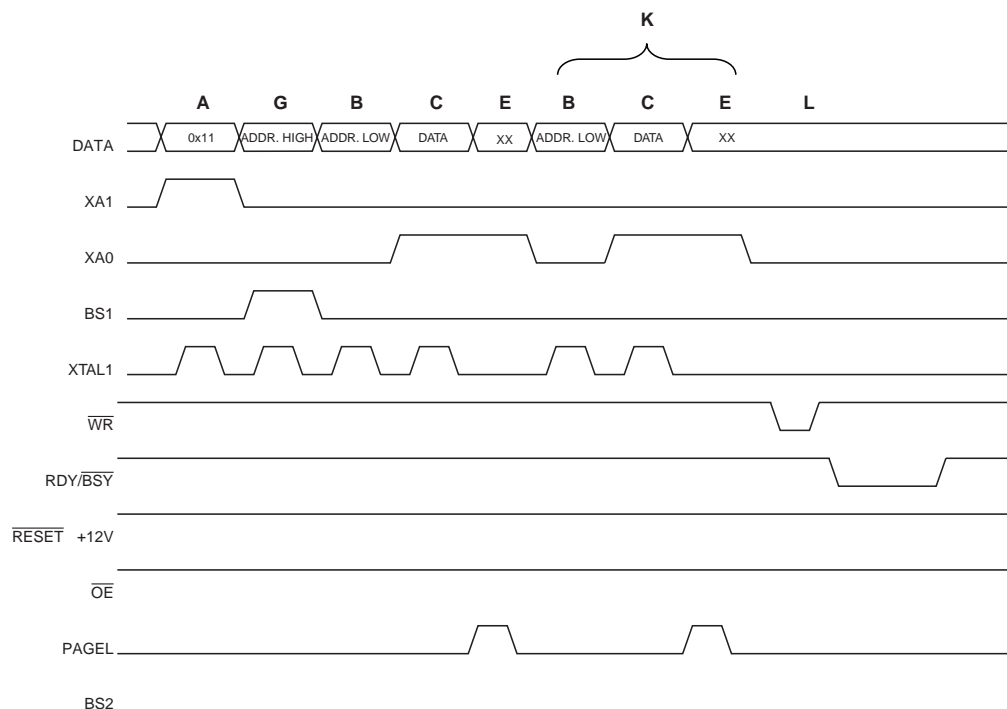 K
A G B C E B C E L
DATA 0x11 ADDR. HIGH ADDR. LOW DATA XX ADDR. LOW DATA XX
XA1
XA0
BS1
XTAL1
WR
RDY/BSY
RESET +12V
OE
PAGEL
BS2